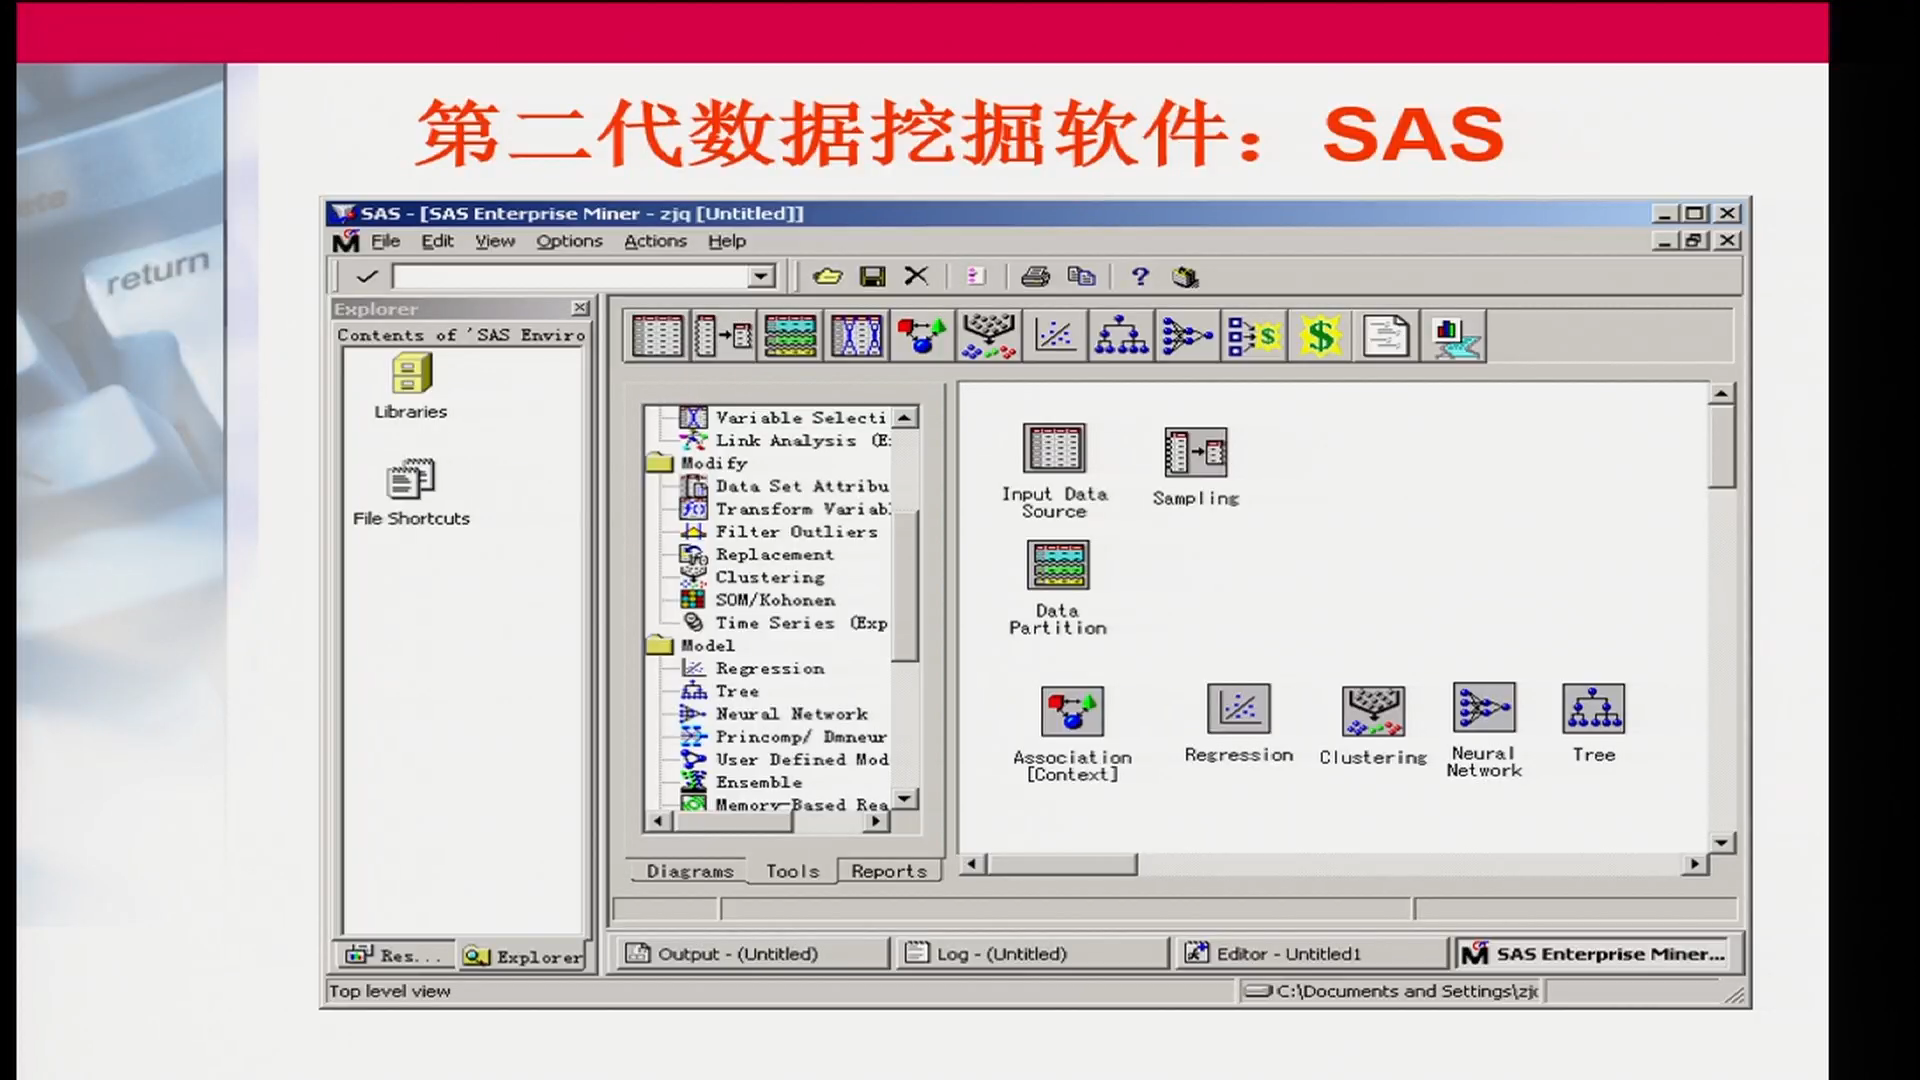 第二代数据挖掘软件：SAS
return
SAS - [SAS Enterprise Miner - zjq [Untitled]]
File Edit View Options Actions Help
Explorer
Contents of 'SAS Enviro
Libraries
File Shortcuts
Variable Selecti
Link Analysis (E
Modify
Data Set Attribu
Transform Variab
Filter Outliers
Replacement
Clustering
SOM/Kohonen
Time Series (Exp
Model
Regression
Tree
Neural Network
Princomp/ Dmneur
User Defined Mod
Ensemble
Memory-Based Rea
Diagrams Tools Reports
Input Data
Source
Sampling
Data
Partition
Association
[Context]
Regression
Clustering
Neural
Network
Tree
Res... Explorer
Output - (Untitled) Log - (Untitled) Editor - Untitled1 SAS Enterprise Miner...
Top level view C:\Documents and Settings\zjq